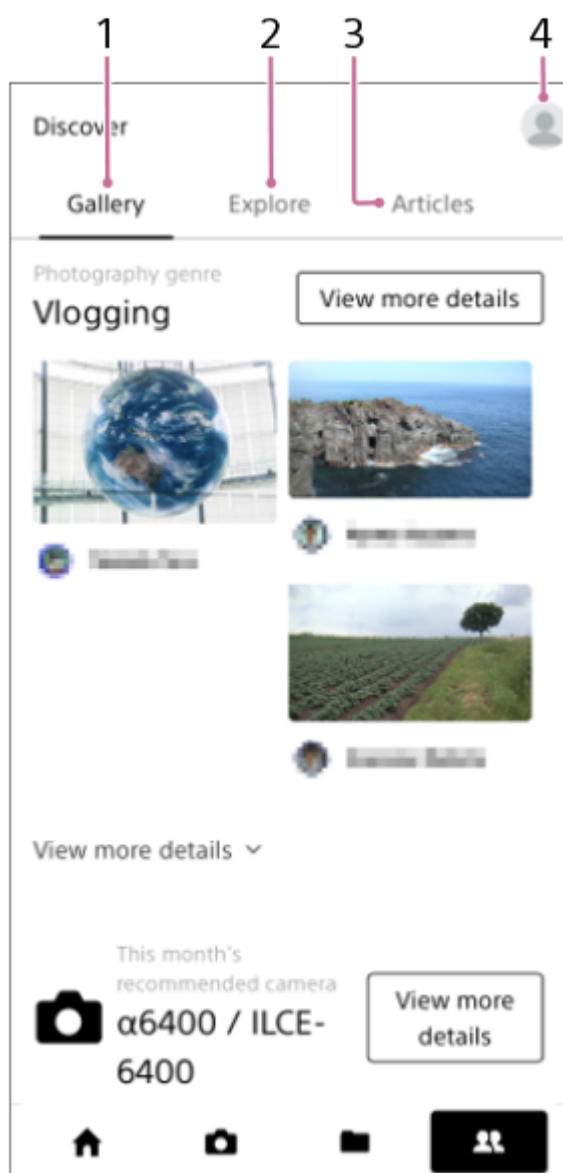 1 2 3 4
Discover
Gallery Explore Articles
Photography genre
Vlogging
View more details
View more details
This month's
recommended camera
α6400 / ILCE-
6400
View more
details